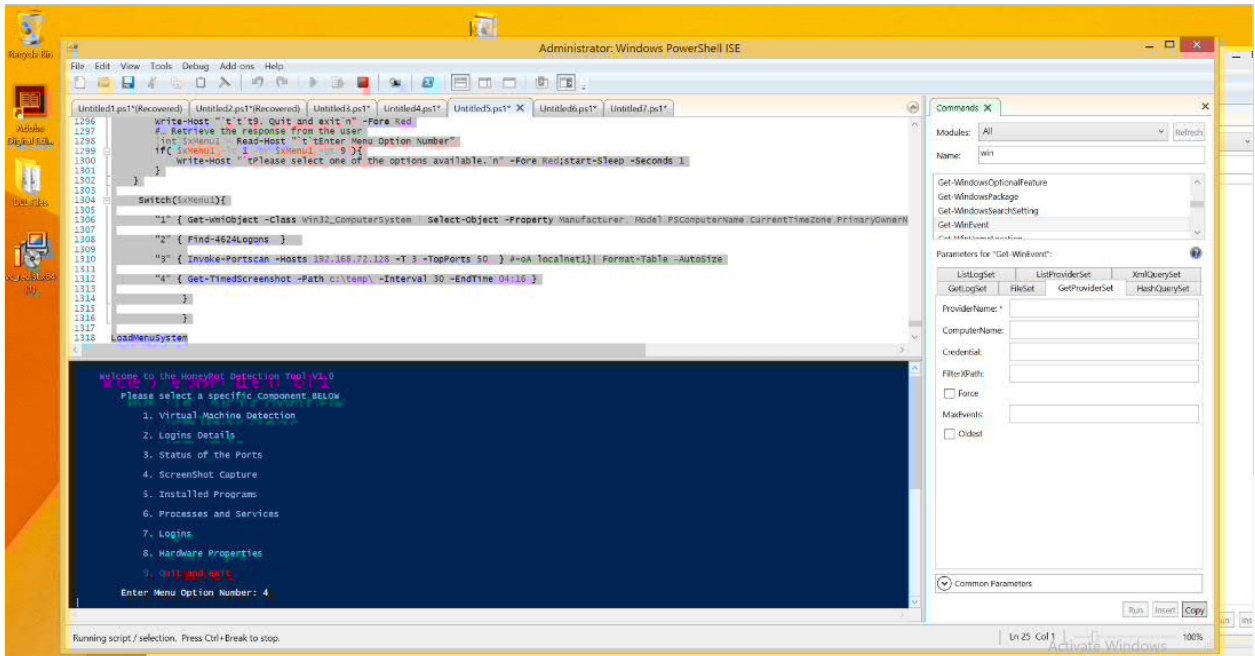 Administrator: Windows PowerShell ISE
File Edit View Tools Debug Add-ons Help
Untitled1.ps1*(Recovered) Untitled2.ps1*(Recovered) Untitled3.ps1* Untitled4.ps1* Untitled5.ps1* X Untitled6.ps1* Untitled7.ps1*
1296 Write-Host "`t`t`t9. Quit and exit`n" -Fore Red
1297 # Retrieve the response from the user
1298 int $xMenu1 = Read-Host "`t`tEnter Menu Option Number"
1299 if( $xMenu1 -lt 1 -or $xMenu1 -gt 9 ){
1300 Write-Host "`tPlease select one of the options available.`n" -Fore Red;start-Sleep -Seconds 1
1301 }
1302 }
1303
1304 Switch($xMenu1){
1305
1306 "1" { Get-WmiObject -Class Win32_ComputerSystem | Select-Object -Property Manufacturer, Model PSComputerName CurrentTimeZone PrimaryOwnerN
1307
1308 "2" { Find-4624Logons }
1309
1310 "3" { Invoke-Portscan -Hosts 192.168.72.128 -T 3 -TopPorts 50 } #-oA localnet1}| Format-Table -AutoSize
1311
1312 "4" { Get-TimedScreenshot -Path c:\temp\ -Interval 30 -EndTime 04:16 }
1313
1314 }
1315
1316 }
1317
1318 LoadMenuSystem
Welcome to the HoneyPot Detection Tool V1.0
Please select a specific Component BELOW
1. Virtual Machine Detection
2. Logins Details
3. Status of the Ports
4. ScreenShot Capture
5. Installed Programs
6. Processes and Services
7. Logins
8. Hardware Properties
9. Quit and exit
Enter Menu Option Number: 4
Running script / selection. Press Ctrl+Break to stop.
Ln 25 Col 1
100%
Commands X
Modules: All
Refresh
Name: win
Get-WindowsOptionalFeature
Get-WindowsPackage
Get-WindowsSearchSetting
Get-WinEvent
Get-WinHomeLocation
Parameters for "Get-WinEvent":
ListLogSet ListProviderSet XmlQuerySet
GetLogSet FileSet GetProviderSet HashQuerySet
ProviderName: *
ComputerName:
Credential:
FilterXPath:
Force
MaxEvents:
Oldest
Common Parameters
Run Insert Copy
Activate Windows